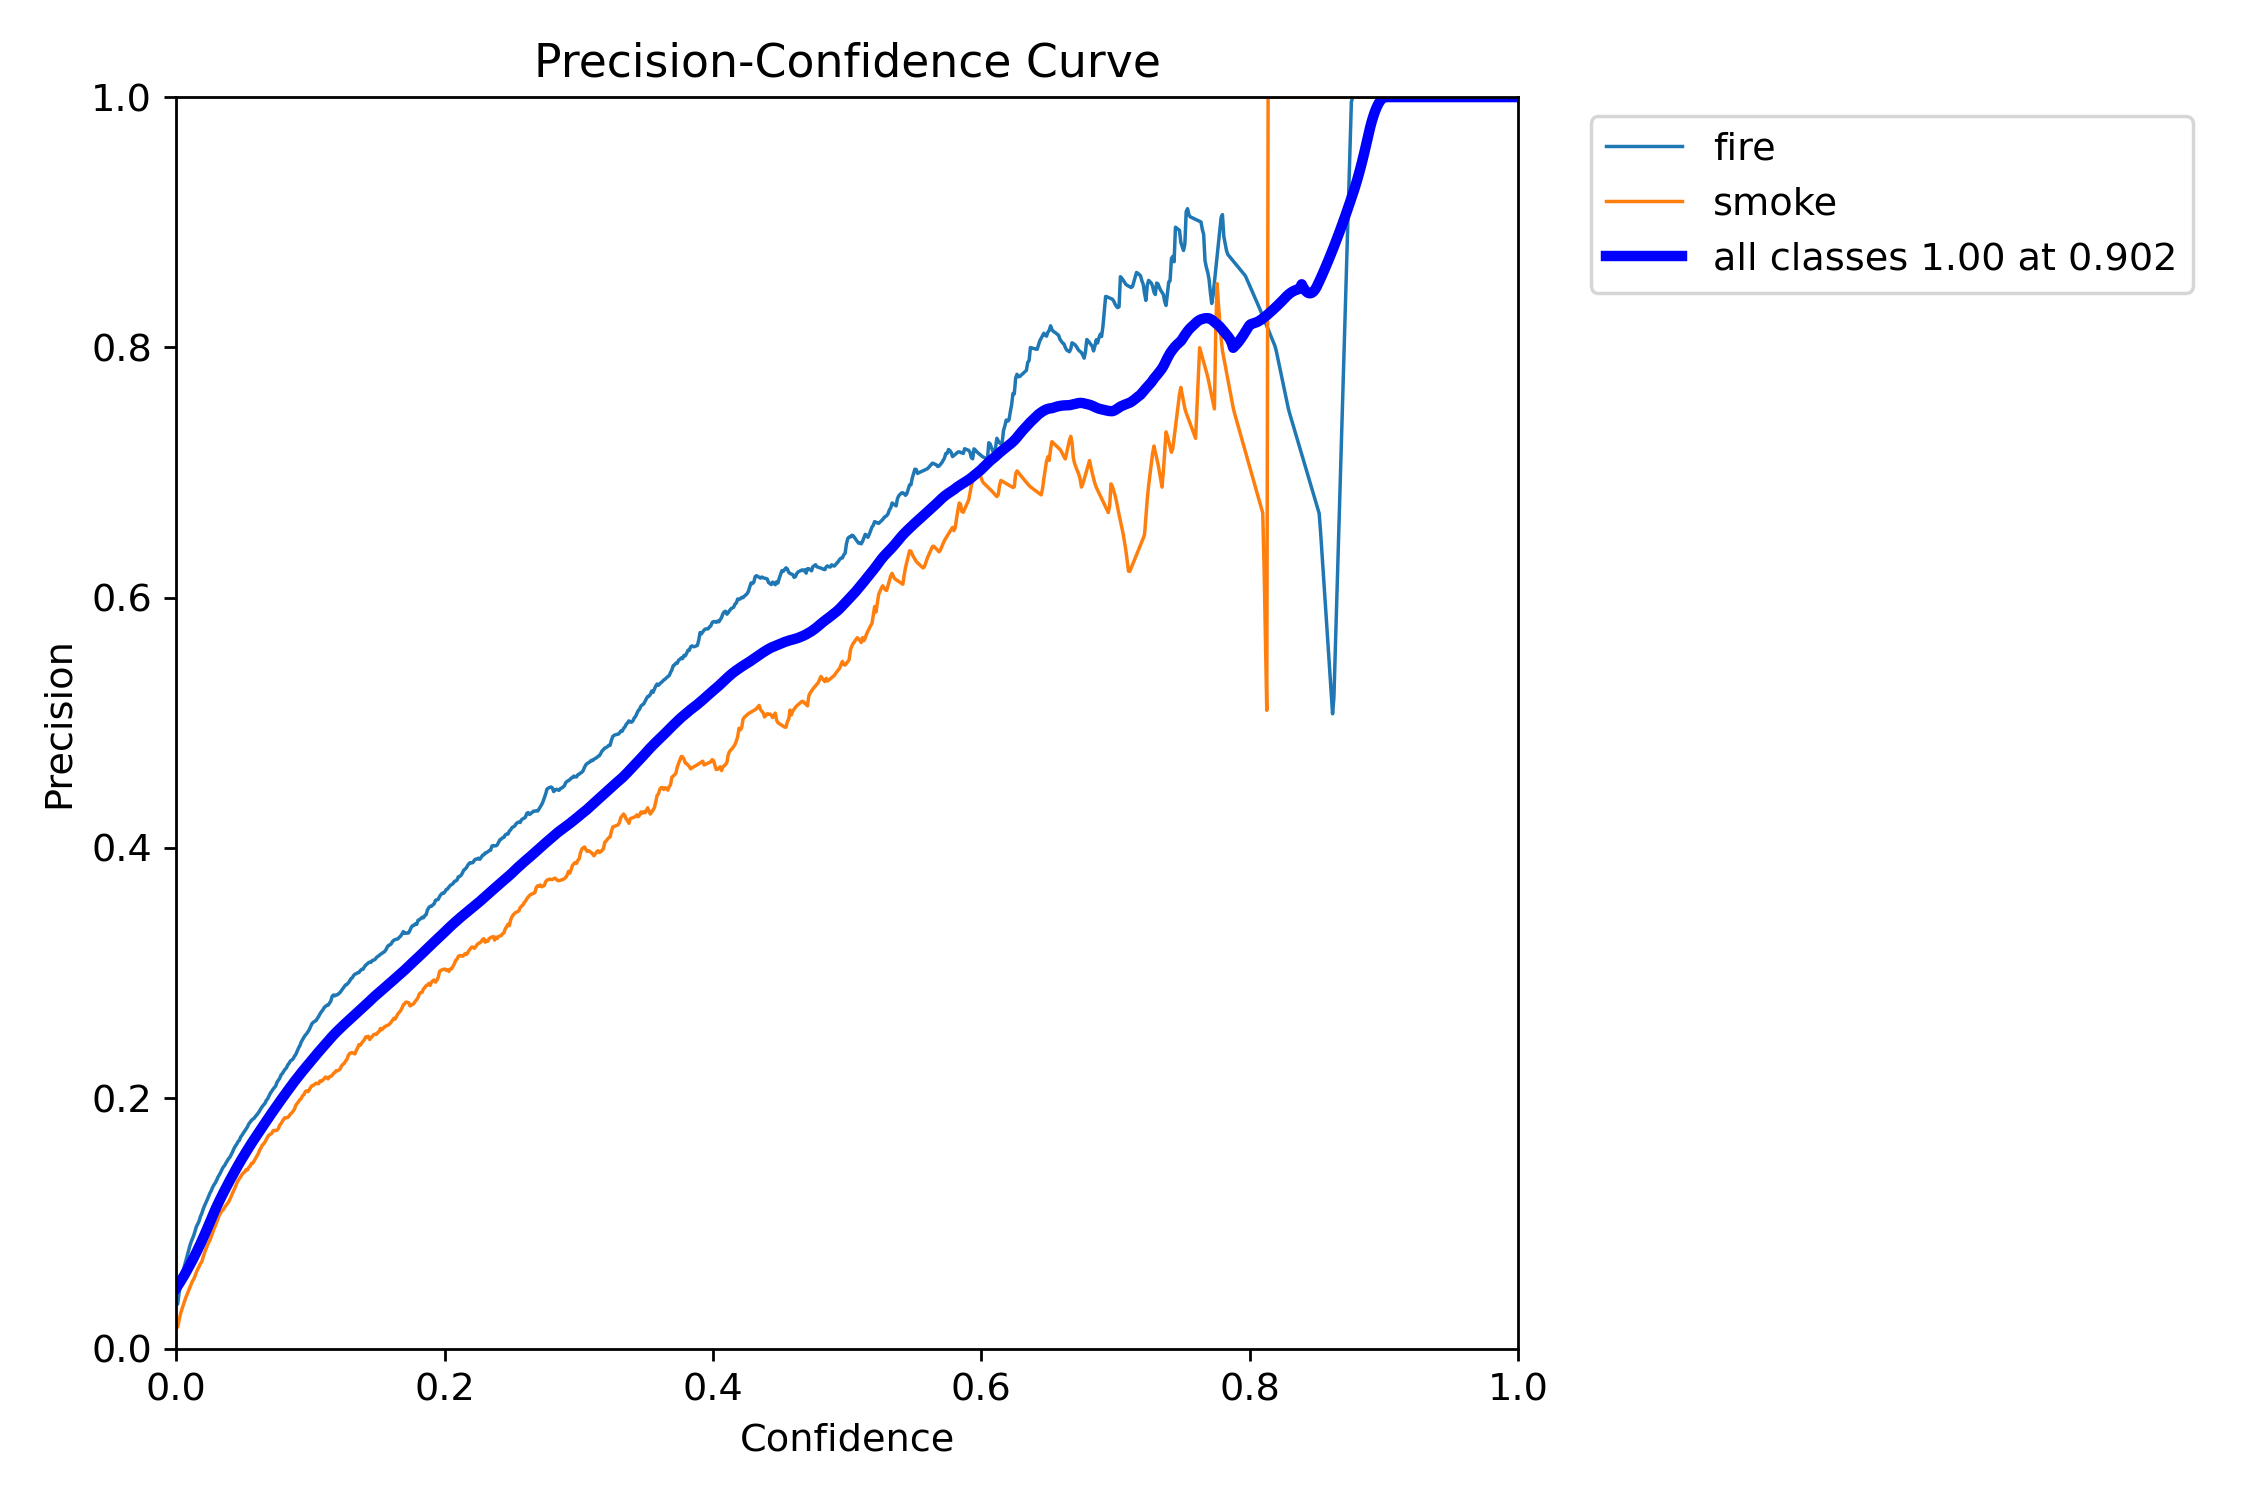 Precision-Confidence Curve
1.0
0.8
0.6
0.4
0.2
0.0
Precision
0.0 0.2 0.4 0.6 0.8 1.0
Confidence
fire
smoke
all classes 1.00 at 0.902